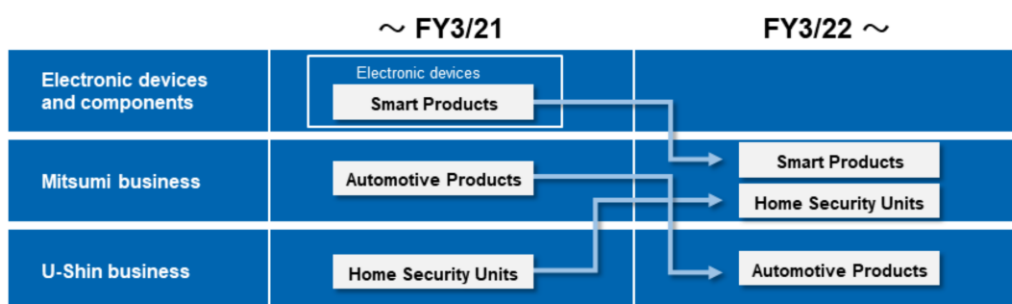 ～ FY3/21
FY3/22 ～
Electronic devices
and components
Electronic devices
Smart Products
Mitsumi business
Automotive Products
Smart Products
Home Security Units
U-Shin business
Home Security Units
Automotive Products